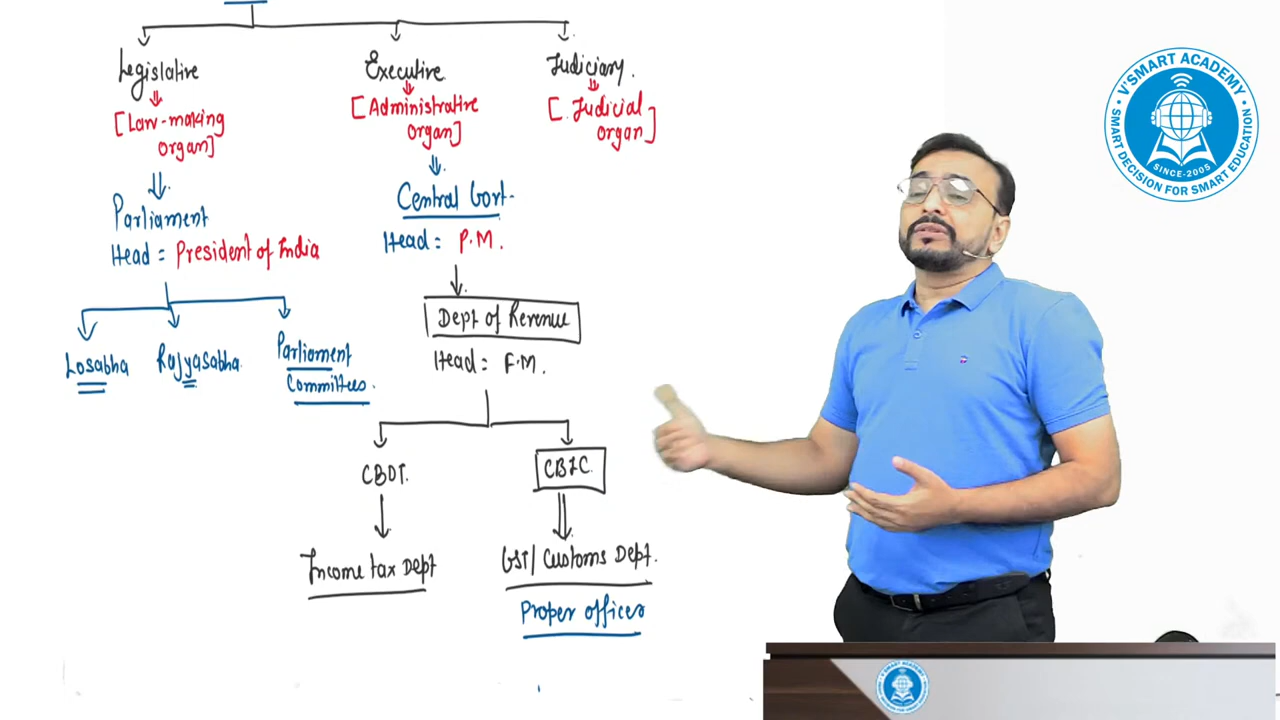 Legislative
[Law-making
organ]
Parliament
Head = President of India
Losabha
Rajyasabha
Parliament
Committees.
Executive
[Administrative
organ]
Central Govt.
Head = P.M.
Dept of Revenue
Head = F.M.
CBDT.
Income tax Dept
CBIC
GST/Customs Dept.
Proper officer
Judiciary.
[Judicial
organ]
V'SMART ACADEMY
SINCE-2005
SMART DECISION FOR SMART EDUCATION